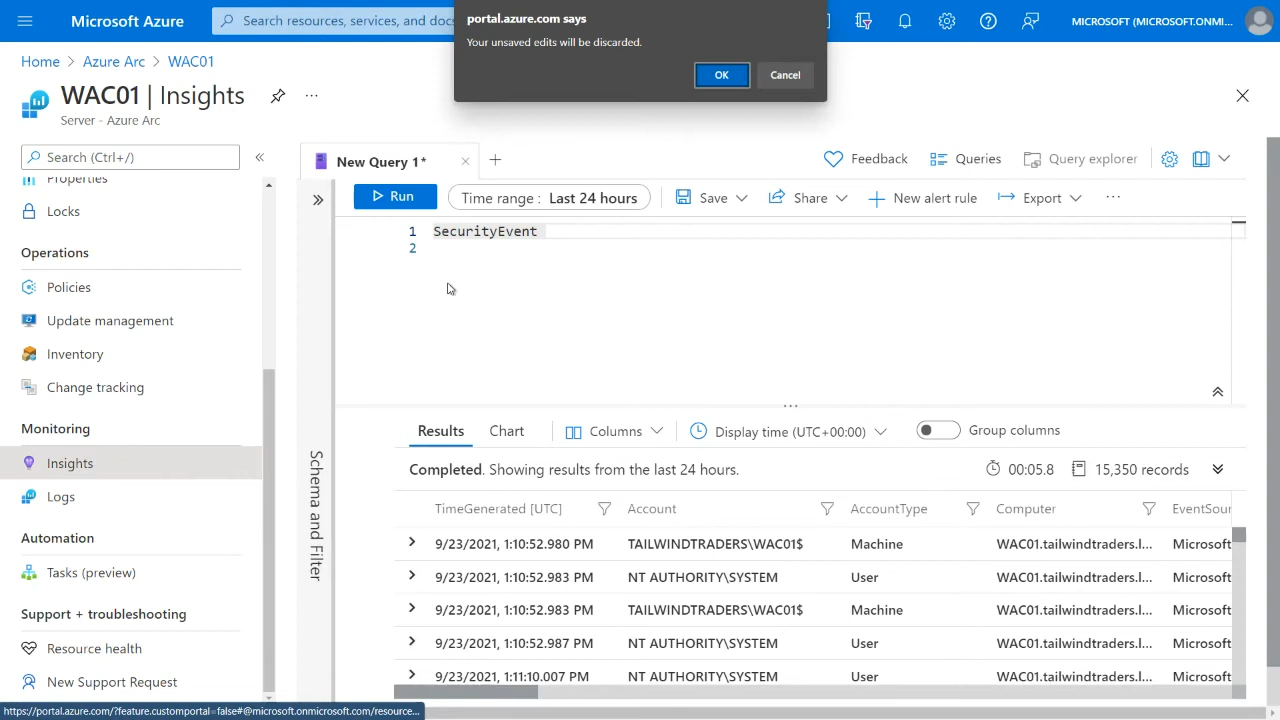 Microsoft Azure
Search resources, services, and docs
portal.azure.com says
Your unsaved edits will be discarded.
OK
Cancel
MICROSOFT (MICROSOFT.ONMI...
Home > Azure Arc > WAC01
WAC01 | Insights
...
Server - Azure Arc
Search (Ctrl+/)
«
Properties
Locks
Operations
Policies
Update management
Inventory
Change tracking
Monitoring
Insights
Logs
Automation
Tasks (preview)
Support + troubleshooting
Resource health
New Support Request
https://portal.azure.com/?feature.customportal=false#@microsoft.onmicrosoft.com/resource...
New Query 1*
Feedback
Queries
Query explorer
Run
Time range : Last 24 hours
Save
Share
New alert rule
Export
...
1 SecurityEvent
2
Schema and Filter
Results
Chart
Columns
Display time (UTC+00:00)
Group columns
Completed. Showing results from the last 24 hours.
00:05.8
15,350 records
TimeGenerated [UTC] Account AccountType Computer EventSour
9/23/2021, 1:10:52.980 PM TAILWINDTRADERS\WAC01$ Machine WAC01.tailwindtraders.l... Microsoft
9/23/2021, 1:10:52.983 PM NT AUTHORITY\SYSTEM User WAC01.tailwindtraders.l... Microsoft
9/23/2021, 1:10:52.983 PM TAILWINDTRADERS\WAC01$ Machine WAC01.tailwindtraders.l... Microsoft
9/23/2021, 1:10:52.987 PM NT AUTHORITY\SYSTEM User WAC01.tailwindtraders.l... Microsoft
9/23/2021, 1:11:10.007 PM NT AUTHORITY\SYSTEM User WAC01.tailwindtraders.l... Microsoft